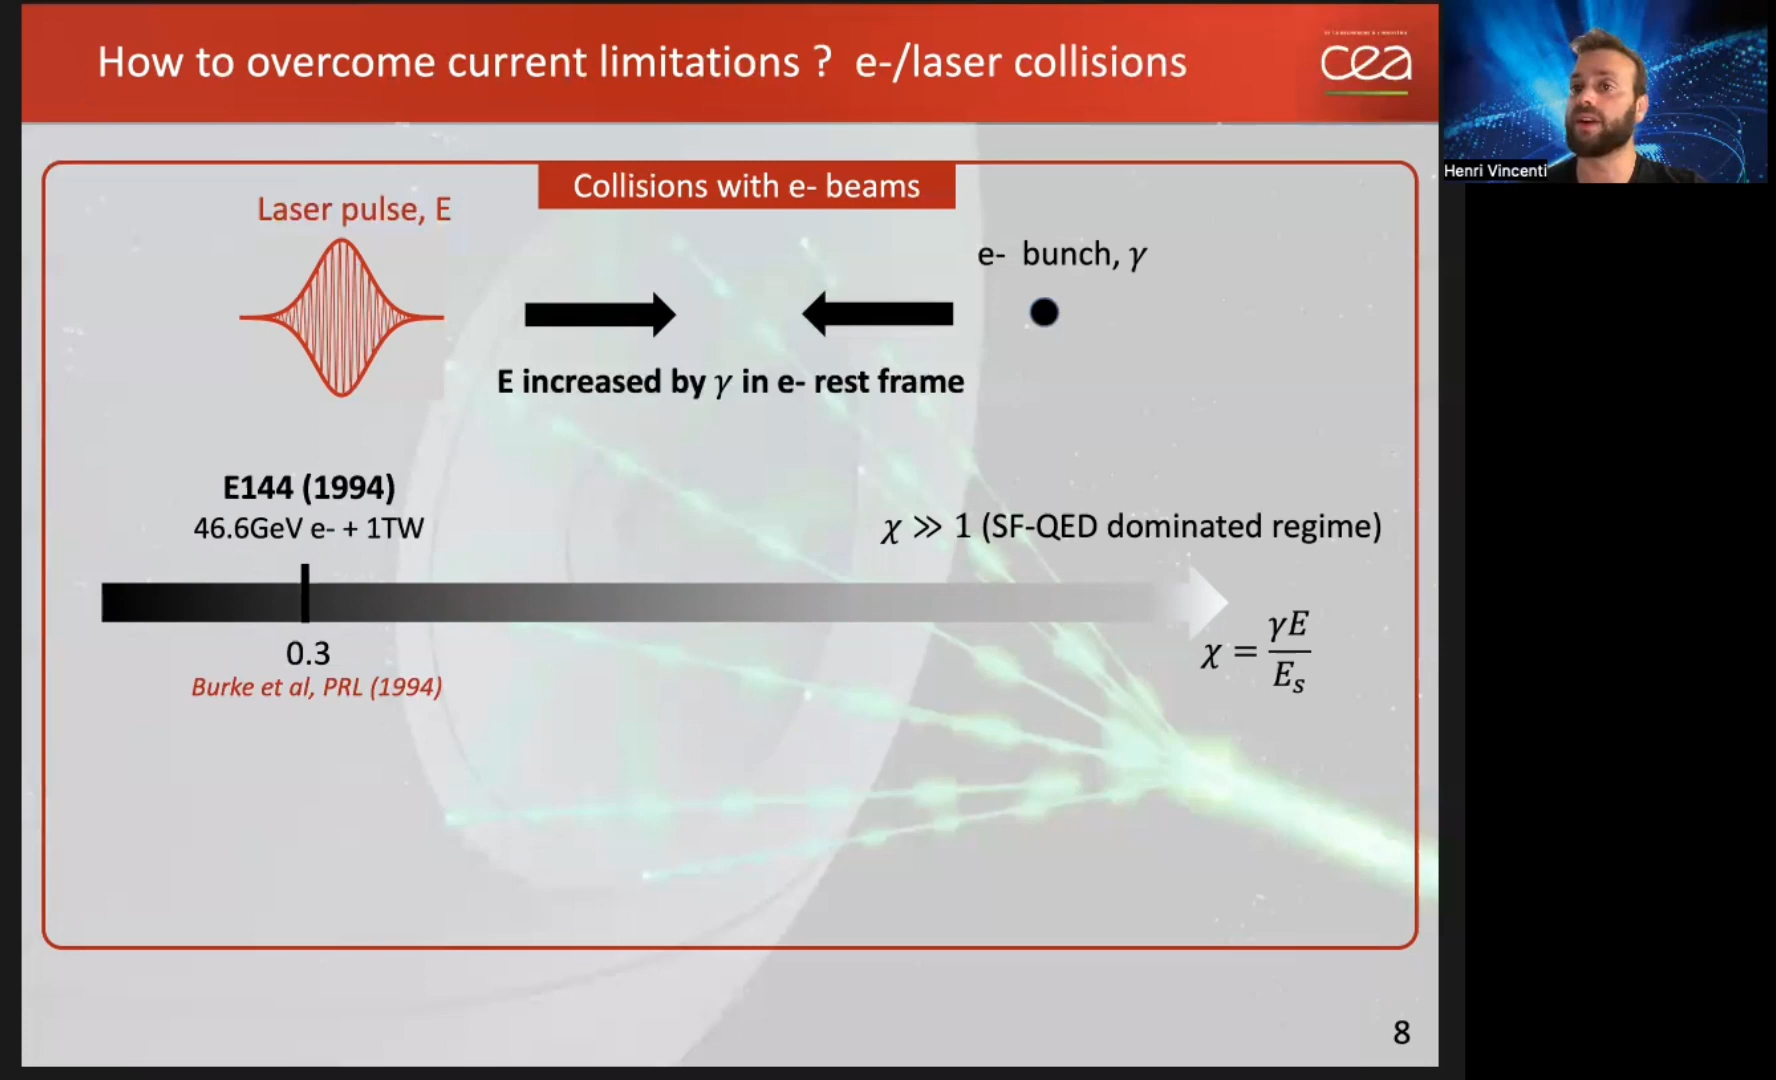 How to overcome current limitations ? e-/laser collisions
cea
Henri Vincenti
Collisions with e- beams
Laser pulse, E
e- bunch, γ
E increased by γ in e- rest frame
E144 (1994)
46.6GeV e- + 1TW
χ ≫ 1 (SF-QED dominated regime)
0.3
Burke et al, PRL (1994)
χ = γE / E_s
8